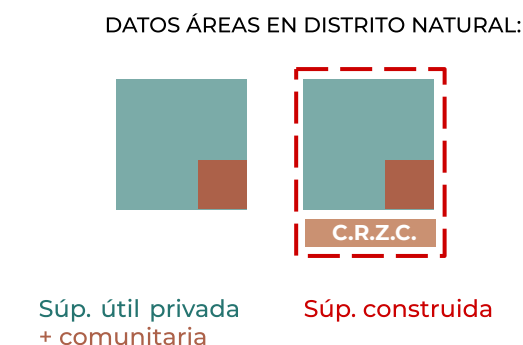 DATOS ÁREAS EN DISTRITO NATURAL:
C.R.Z.C.
Súp. útil privada
+ comunitaria
Súp. construida